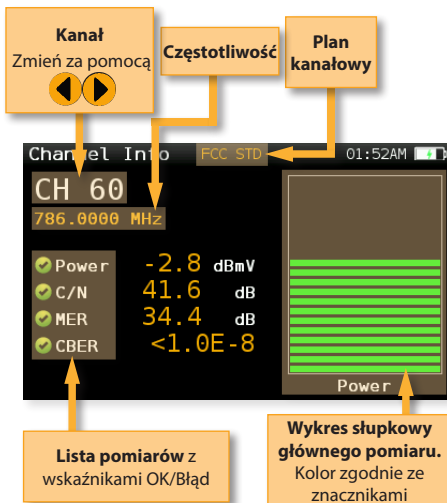 Kanał
Zmień za pomocą
Częstotliwość
Plan
kanałowy
Channel Info FCC STD 01:52AM
CH 60
786.0000 MHz
Power -2.8 dBmV
C/N 41.6 dB
MER 34.4 dB
CBER <1.0E-8
Power
Lista pomiarów z
wskaźnikami OK/Błąd
Wykres słupkowy
głównego pomiaru.
Kolor zgodnie ze
znacznikami